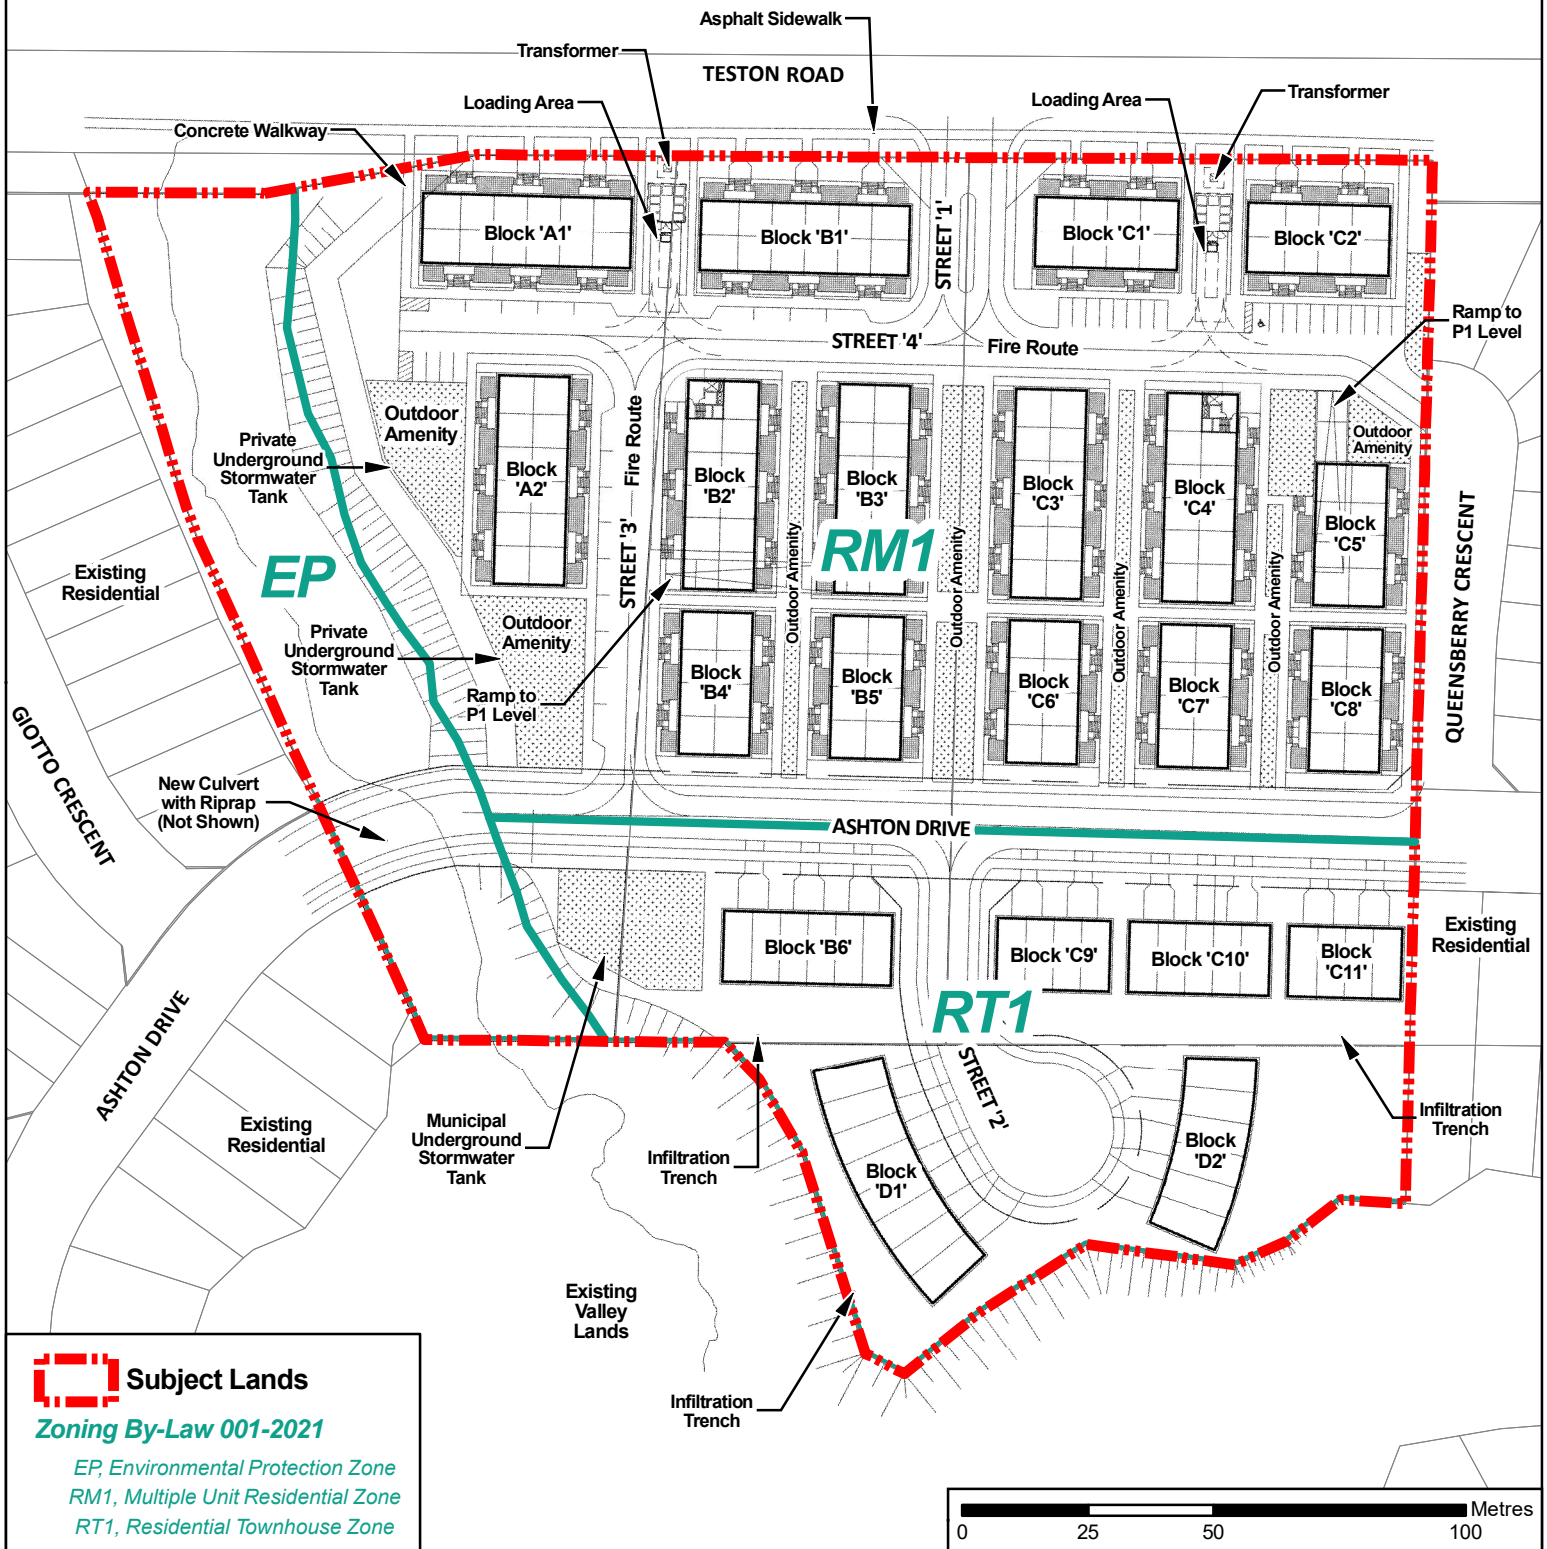 Asphalt Sidewalk
Transformer
TESTON ROAD
Loading Area
Loading Area
Transformer
Concrete Walkway
Block 'A1'
Block 'B1'
STREET '1'
Block 'C1'
Block 'C2'
Ramp to
P1 Level
STREET '4'
Fire Route
Outdoor
Amenity
Private
Underground
Stormwater
Tank
Block
'A2'
Fire Route
STREET '3'
Block
'B2'
Outdoor Amenity
Block
'B3'
RM1
Outdoor Amenity
Block
'C3'
Outdoor Amenity
Block
'C4'
Outdoor Amenity
Outdoor
Amenity
Block
'C5'
QUEENSBERRY CRESCENT
Existing
Residential
EP
Private
Underground
Stormwater
Tank
Outdoor
Amenity
Ramp to
P1 Level
Block
'B4'
Block
'B5'
Block
'C6'
Block
'C7'
Block
'C8'
GIOTTO CRESCENT
New Culvert
with Riprap
(Not Shown)
ASHTON DRIVE
Block 'B6'
Block 'C9'
Block 'C10'
Block
'C11'
Existing
Residential
RT1
ASHTON DRIVE
STREET '2'
Existing
Residential
Municipal
Underground
Stormwater
Tank
Infiltration
Trench
Block
'D1'
Block
'D2'
Infiltration
Trench
Existing
Valley
Lands
Infiltration
Trench
Subject Lands
Zoning By-Law 001-2021
EP, Environmental Protection Zone
RM1, Multiple Unit Residential Zone
RT1, Residential Townhouse Zone
Metres
0 25 50 100